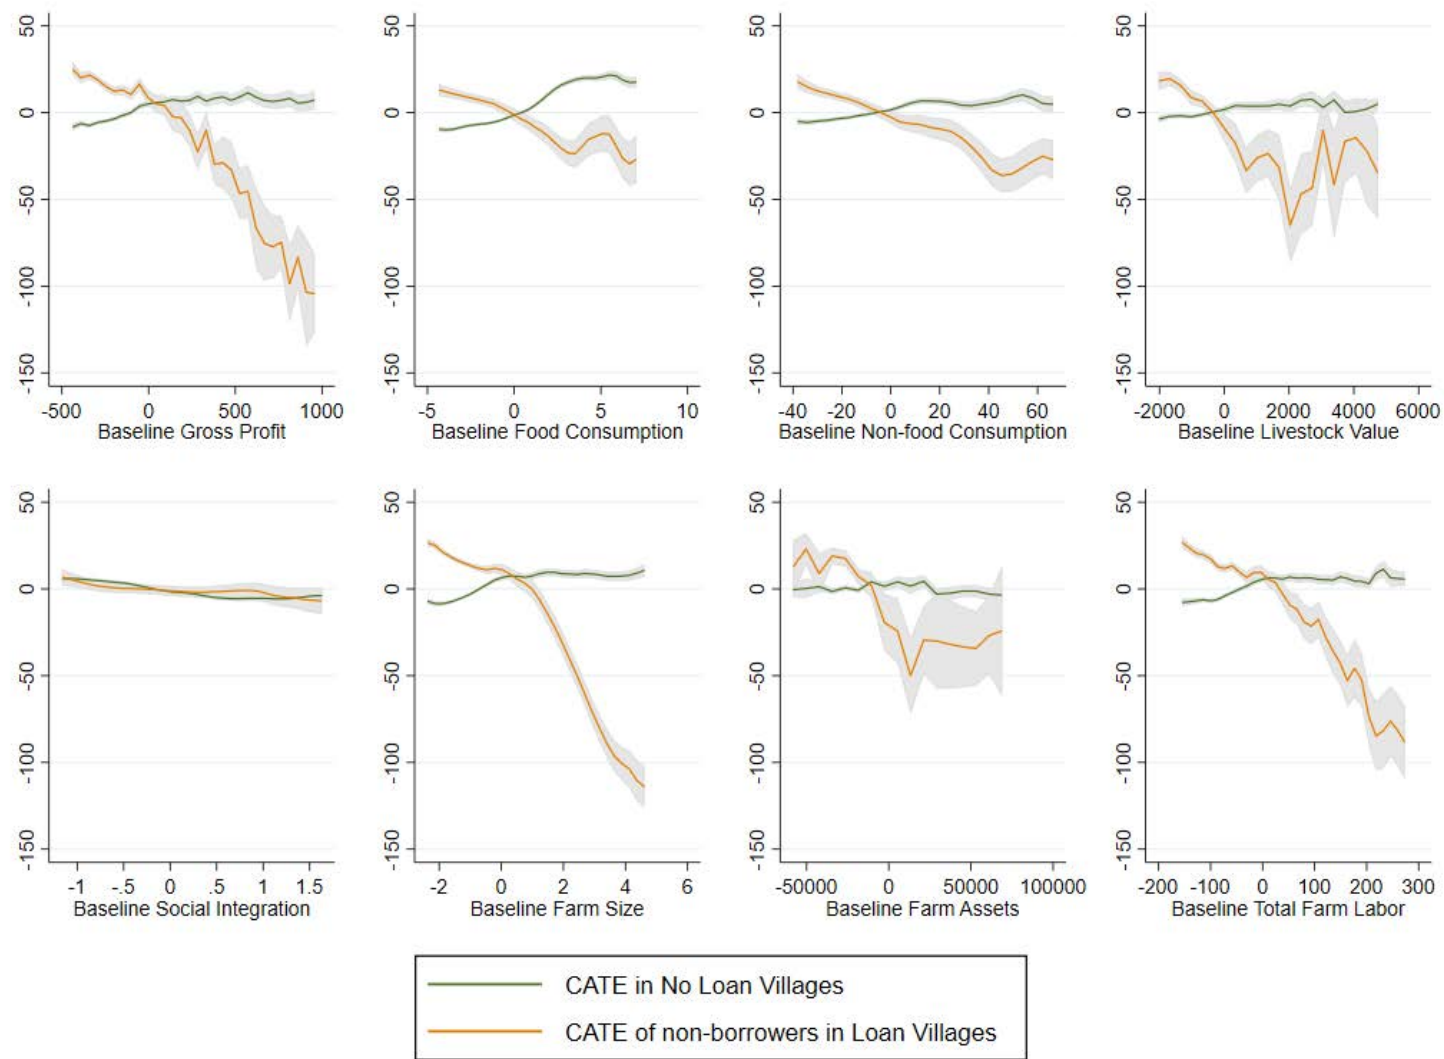 50
0
-50
-100
-150
-500 0 500 1000
Baseline Gross Profit
50
0
-50
-100
-150
-5 0 5 10
Baseline Food Consumption
50
0
-50
-100
-150
-40 -20 0 20 40 60
Baseline Non-food Consumption
50
0
-50
-100
-150
-2000 0 2000 4000 6000
Baseline Livestock Value
50
0
-50
-100
-150
-1 -.5 0 .5 1 1.5
Baseline Social Integration
50
0
-50
-100
-150
-2 0 2 4 6
Baseline Farm Size
50
0
-50
-100
-150
-50000 0 50000 100000
Baseline Farm Assets
50
0
-50
-100
-150
-200 -100 0 100 200 300
Baseline Total Farm Labor
CATE in No Loan Villages
CATE of non-borrowers in Loan Villages